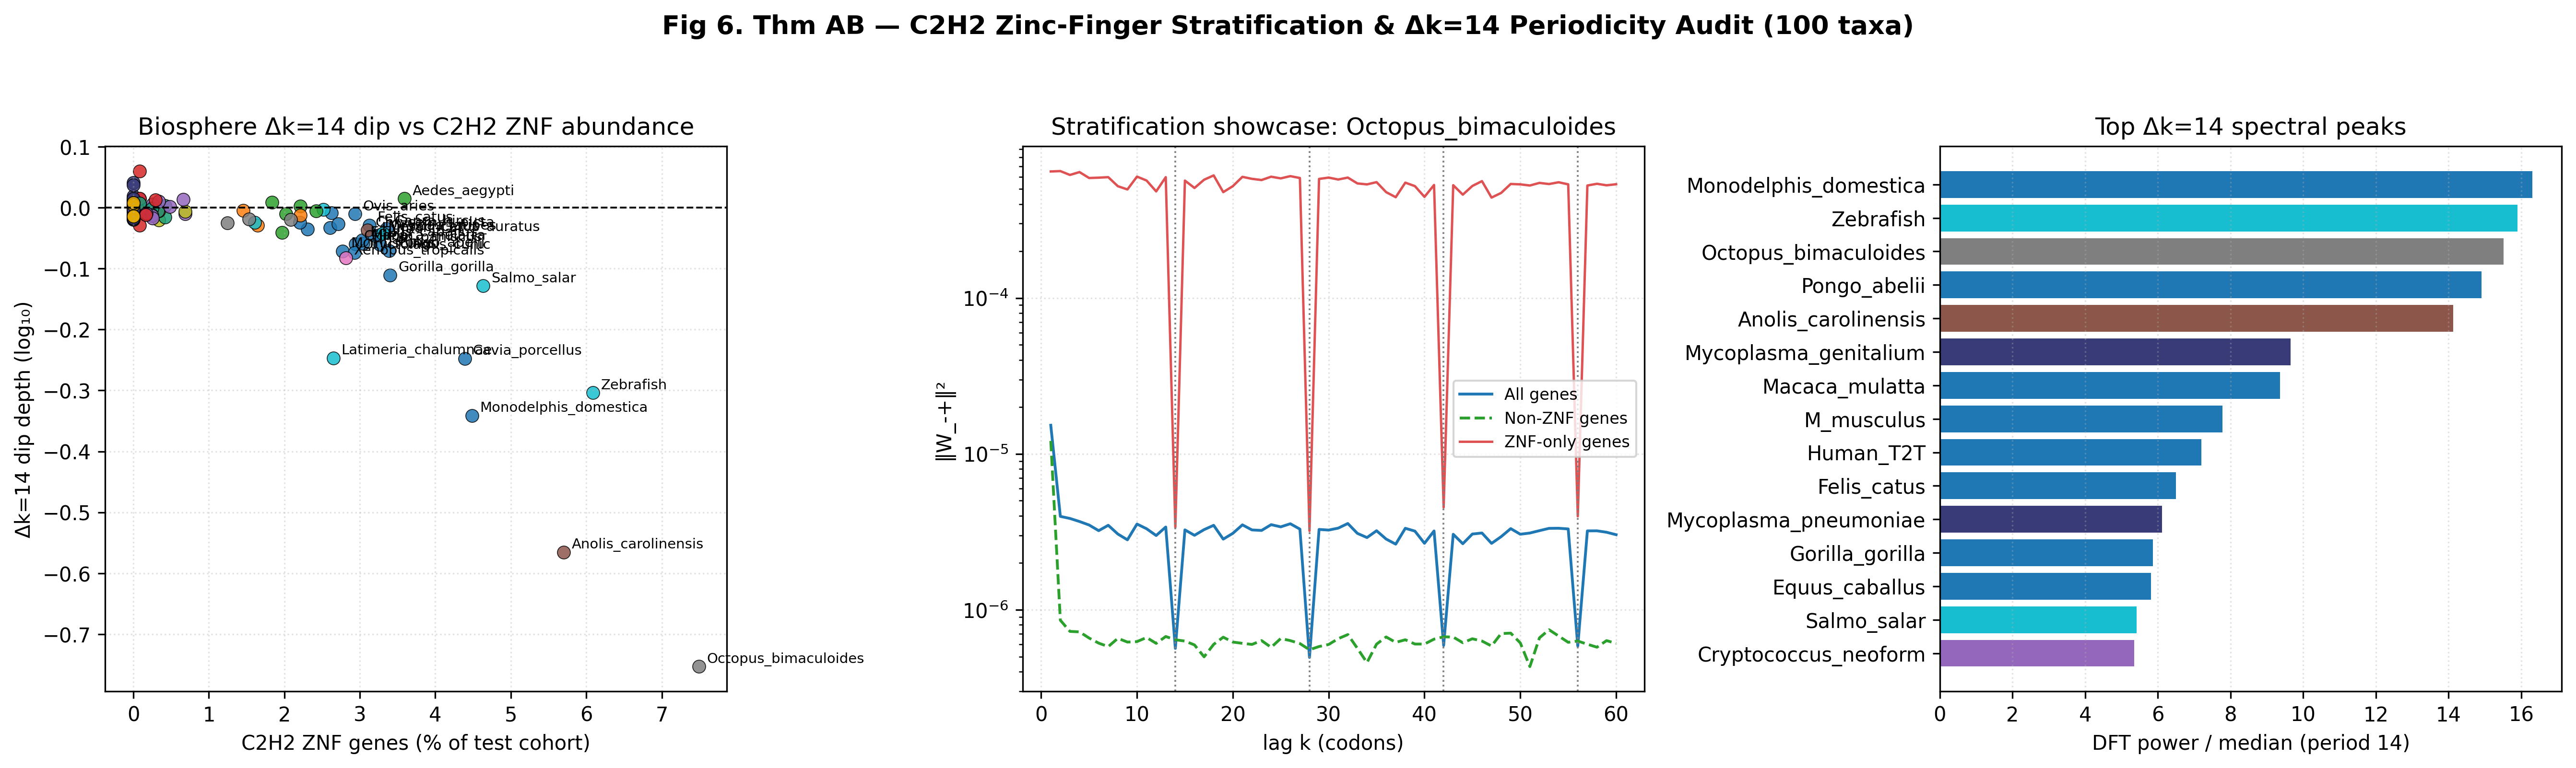 Fig 6. Thm AB — C2H2 Zinc-Finger Stratification & Δk=14 Periodicity Audit (100 taxa)
Biosphere Δk=14 dip vs C2H2 ZNF abundance
Δk=14 dip depth (log₁₀)
0.1
0.0
−0.1
−0.2
−0.3
−0.4
−0.5
−0.6
−0.7
Aedes_aegypti
Ovis_aries
Felis_catus
Xenopus_tropicalis
Gorilla_gorilla
Salmo_salar
Latimeria_chalumnae
Cavia_porcellus
Zebrafish
Monodelphis_domestica
Anolis_carolinensis
Octopus_bimaculoides
0 1 2 3 4 5 6 7
C2H2 ZNF genes (% of test cohort)
Stratification showcase: Octopus_bimaculoides
‖W_-+‖²
10⁻⁴
10⁻⁵
10⁻⁶
All genes
Non-ZNF genes
ZNF-only genes
0 10 20 30 40 50 60
lag k (codons)
Top Δk=14 spectral peaks
Monodelphis_domestica
Zebrafish
Octopus_bimaculoides
Pongo_abelii
Anolis_carolinensis
Mycoplasma_genitalium
Macaca_mulatta
M_musculus
Human_T2T
Felis_catus
Mycoplasma_pneumoniae
Gorilla_gorilla
Equus_caballus
Salmo_salar
Cryptococcus_neoform
0 2 4 6 8 10 12 14 16
DFT power / median (period 14)